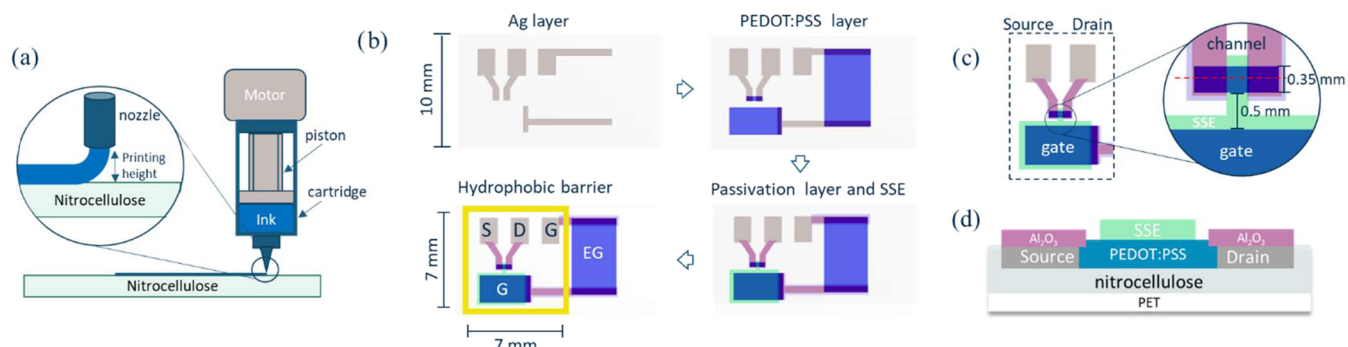 (a)
Motor
nozzle
piston
Printing
height
cartridge
Nitrocellulose
Ink
Nitrocellulose
(b)
Ag layer
10 mm
PEDOT:PSS layer
Passivation layer and SSE
Hydrophobic barrier
S D G
EG
G
7 mm
7 mm
(c)
Source Drain
gate
channel
0.35 mm
0.5 mm
SSE
gate
(d)
SSE
Al2O3
Al2O3
Source
PEDOT:PSS
Drain
nitrocellulose
PET